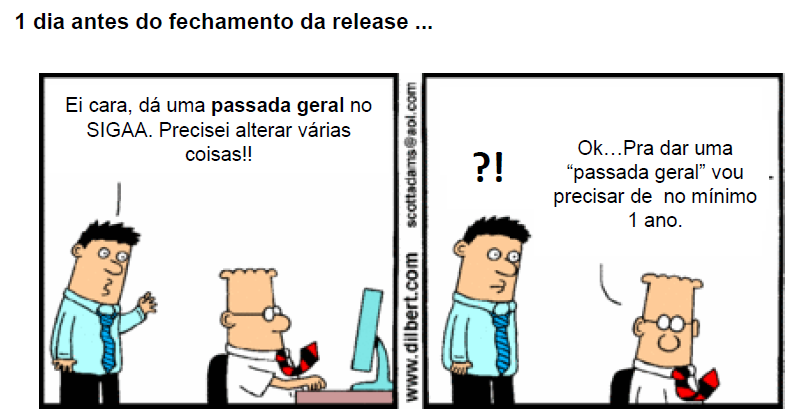 1 dia antes do fechamento da release ...
Ei cara, dá uma passada geral no
SIGAA. Precisei alterar várias
coisas!!
www.dilbert.com scottadams@aol.com
?!
Ok...Pra dar uma
“passada geral” vou
precisar de no mínimo
1 ano.